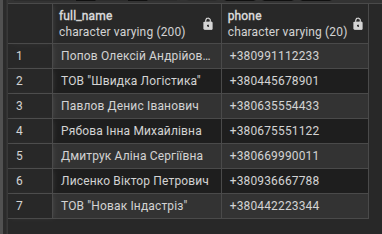 full_name phone
character varying (200) character varying (20)
1 Попов Олексій Андрійов... +380991112233
2 ТОВ "Швидка Логістика" +380445678901
3 Павлов Денис Іванович +380635554433
4 Рябова Інна Михайлівна +380675551122
5 Дмитрук Аліна Сергіївна +380669990011
6 Лисенко Віктор Петрович +380936667788
7 ТОВ "Новак Індастріз" +380442223344